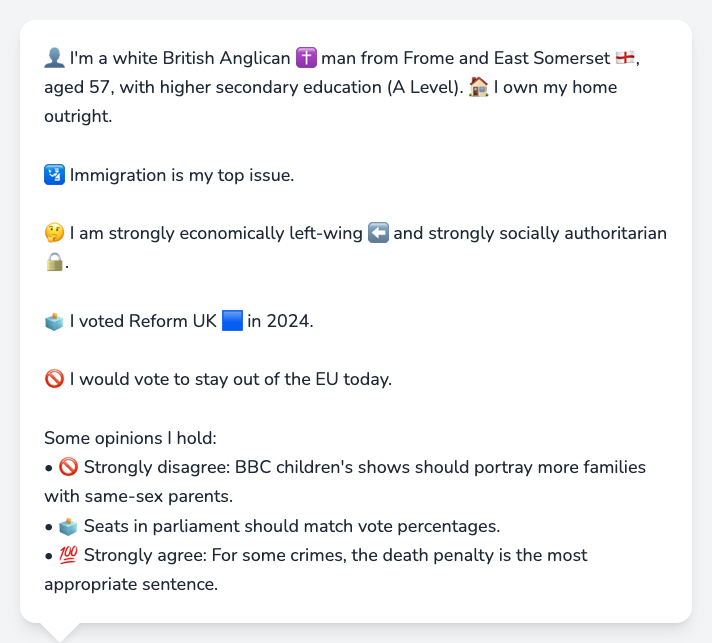 👤 I'm a white British Anglican ✝️ man from Frome and East Somerset 🏴󠁧󠁢󠁥󠁮󠁧󠁿,
aged 57, with higher secondary education (A Level). 🏠 I own my home
outright.
🛂 Immigration is my top issue.
🤔 I am strongly economically left-wing ⬅️ and strongly socially authoritarian
🔒.
🗳️ I voted Reform UK 🟦 in 2024.
🚫 I would vote to stay out of the EU today.
Some opinions I hold:
• 🚫 Strongly disagree: BBC children's shows should portray more families
with same-sex parents.
• 🗳️ Seats in parliament should match vote percentages.
• 💯 Strongly agree: For some crimes, the death penalty is the most
appropriate sentence.